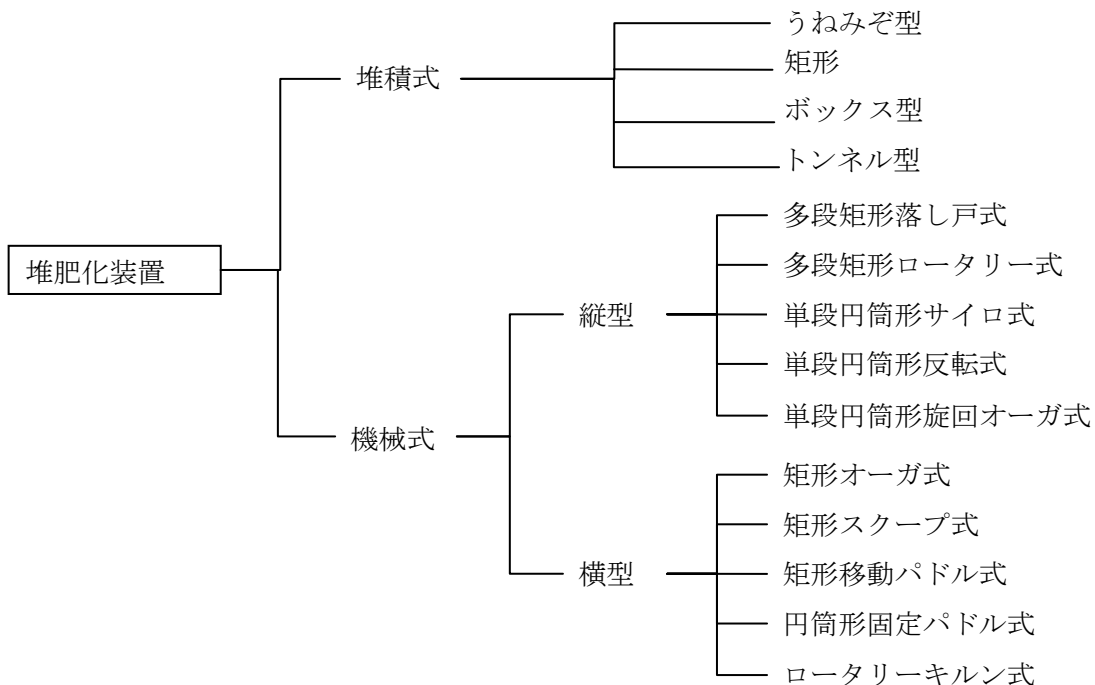 堆肥化装置
堆積式
うねみぞ型
矩形
ボックス型
トンネル型
機械式
縦型
多段矩形落し戸式
多段矩形ロータリー式
単段円筒形サイロ式
単段円筒形反転式
単段円筒形旋回オーガ式
横型
矩形オーガ式
矩形スクープ式
矩形移動パドル式
円筒形固定パドル式
ロータリーキルン式